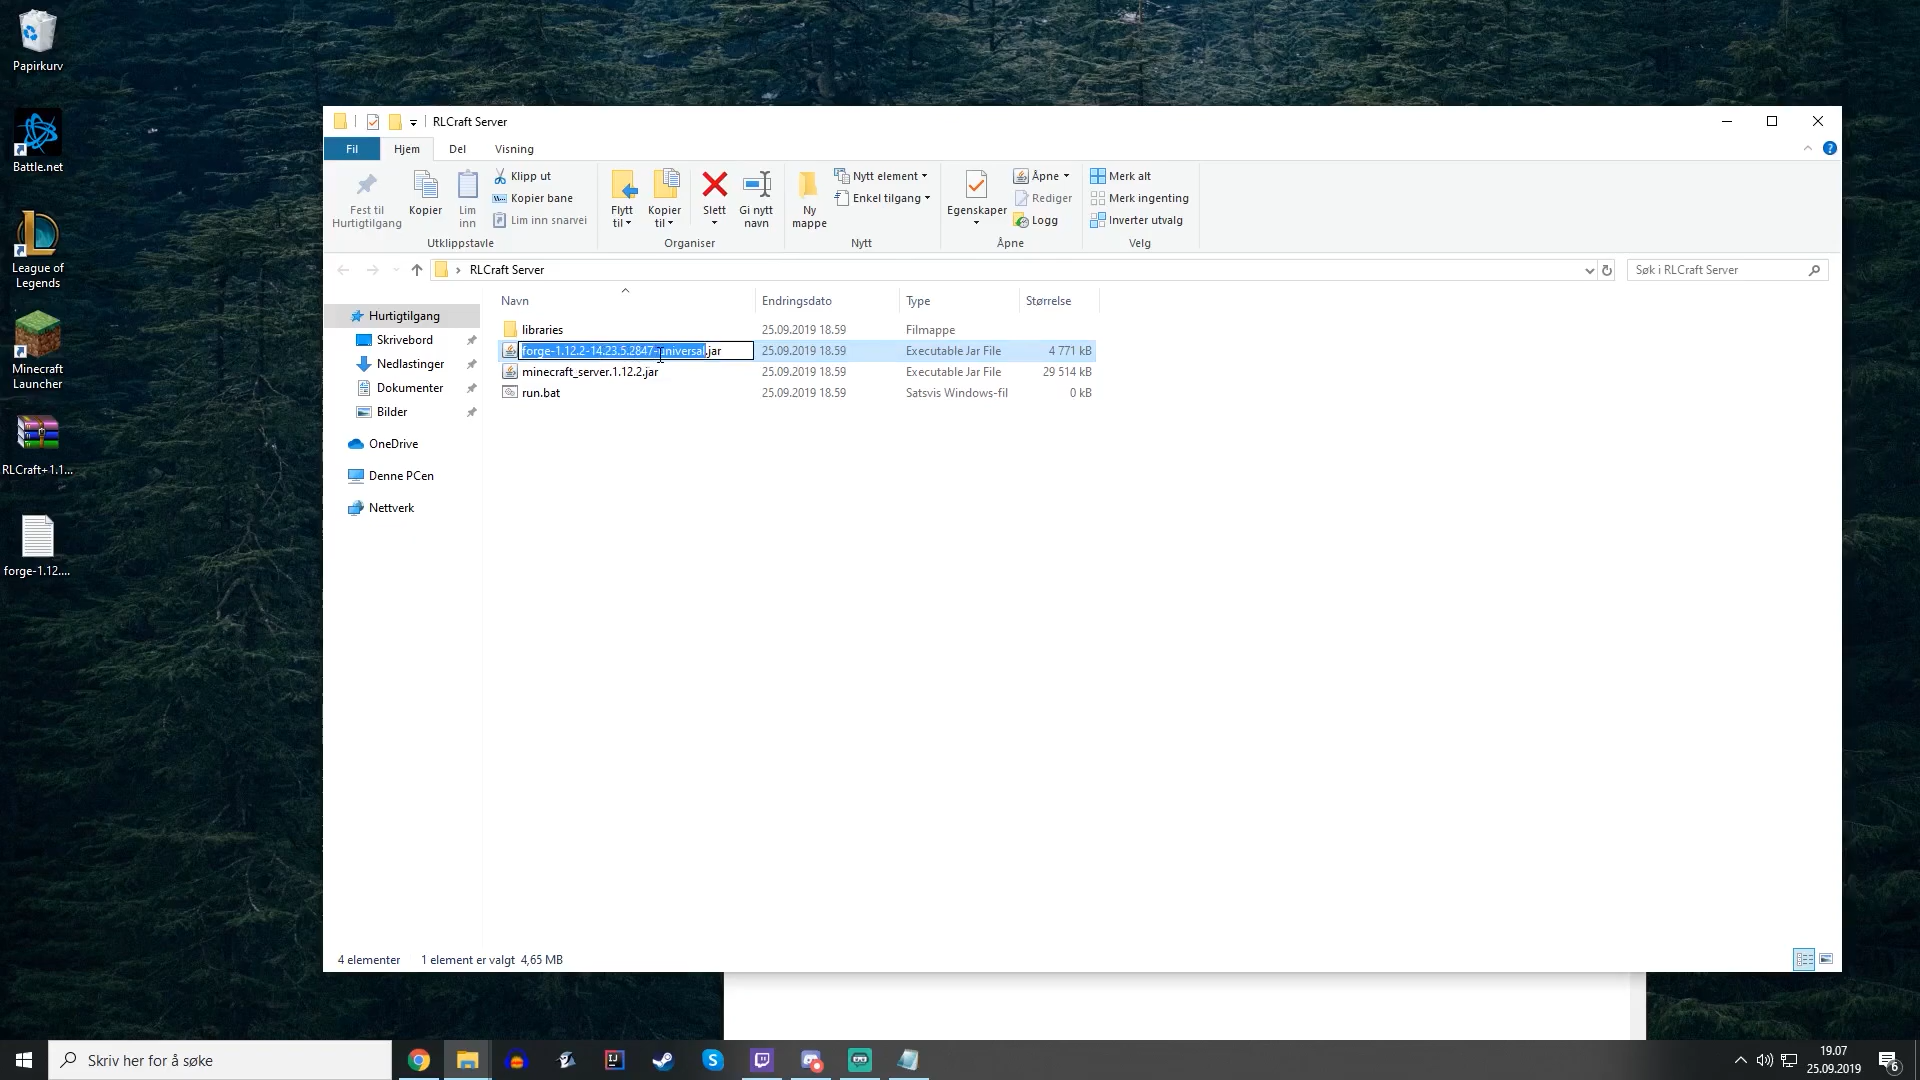 Papirkurv
Battle.net
League of
Legends
Minecraft
Launcher
RLCraft+1.1...
forge-1.12....
RLCraft Server
Fil
Hjem
Del
Visning
Fest til
Hurtigtilgang
Kopier
Lim
inn
Klipp ut
Kopier bane
Lim inn snarvei
Utklippstavle
Flytt
til
Kopier
til
Slett
Gi nytt
navn
Organiser
Ny
mappe
Nytt element
Enkel tilgang
Nytt
Egenskaper
Åpne
Rediger
Logg
Åpne
Merk alt
Merk ingenting
Inverter utvalg
Velg
RLCraft Server
Søk i RLCraft Server
Navn Endringsdato Type Størrelse
libraries 25.09.2019 18.59 Filmappe
forge-1.12.2-14.23.5.2847-universal.jar 25.09.2019 18.59 Executable Jar File 4 771 kB
minecraft_server.1.12.2.jar 25.09.2019 18.59 Executable Jar File 29 514 kB
run.bat 25.09.2019 18.59 Satsvis Windows-fil 0 kB
Hurtigtilgang
Skrivebord
Nedlastinger
Dokumenter
Bilder
OneDrive
Denne PCen
Nettverk
4 elementer 1 element er valgt 4,65 MB
Skriv her for å søke
19.07
25.09.2019
6